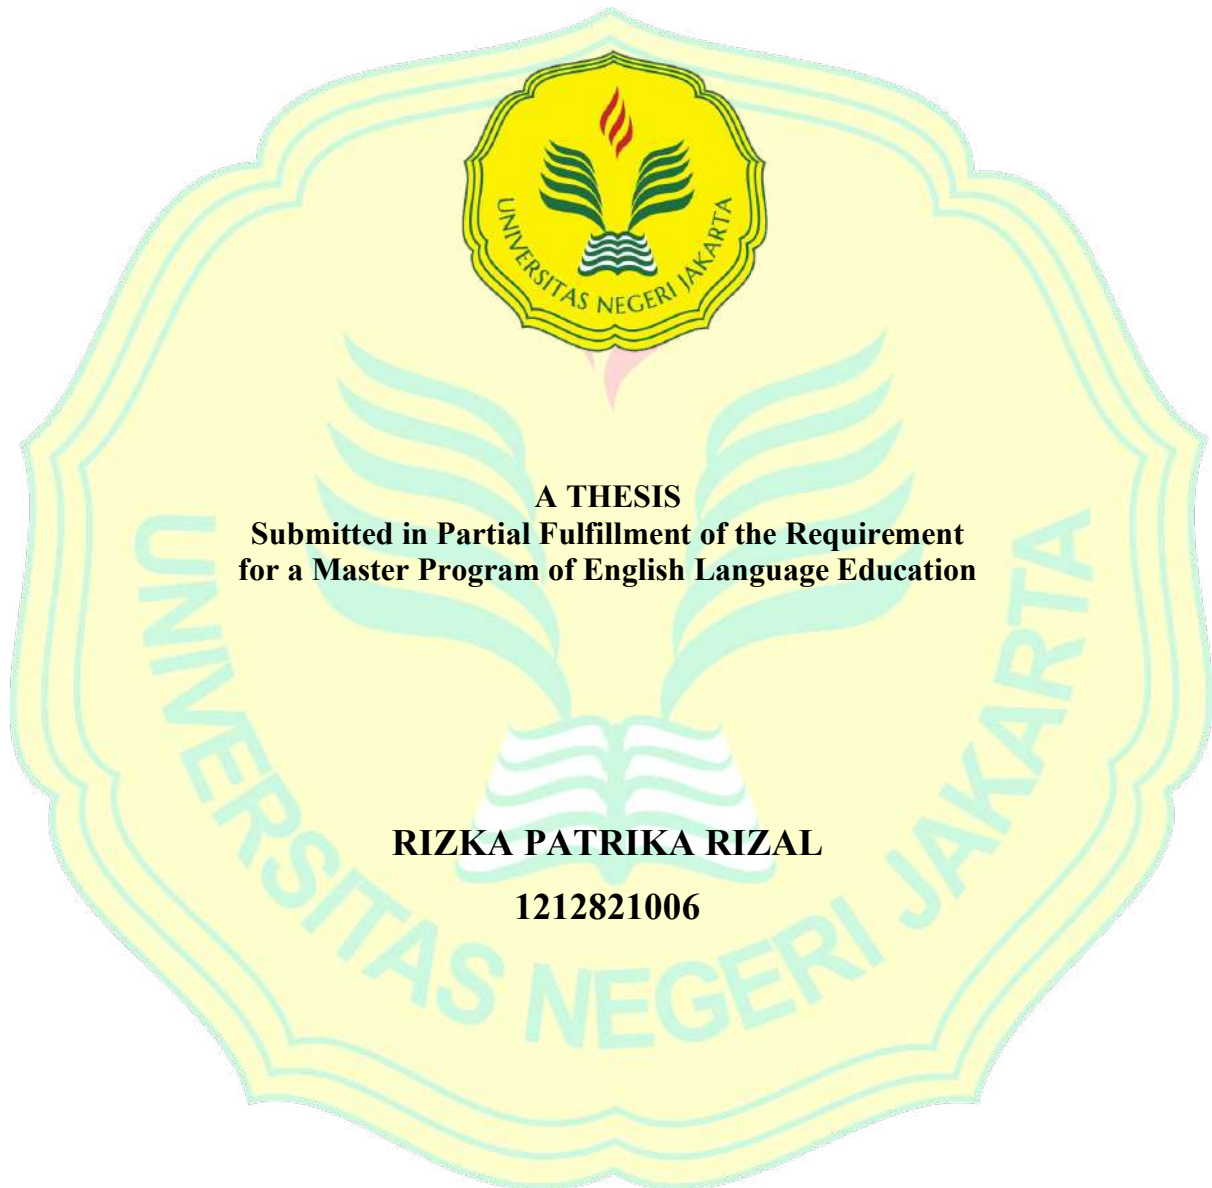 UNIVERSITAS NEGERI JAKARTA
A THESIS
Submitted in Partial Fulfillment of the Requirement
for a Master Program of English Language Education
RIZKA PATRIKA RIZAL
1212821006
UNIVERSITAS NEGERI JAKARTA